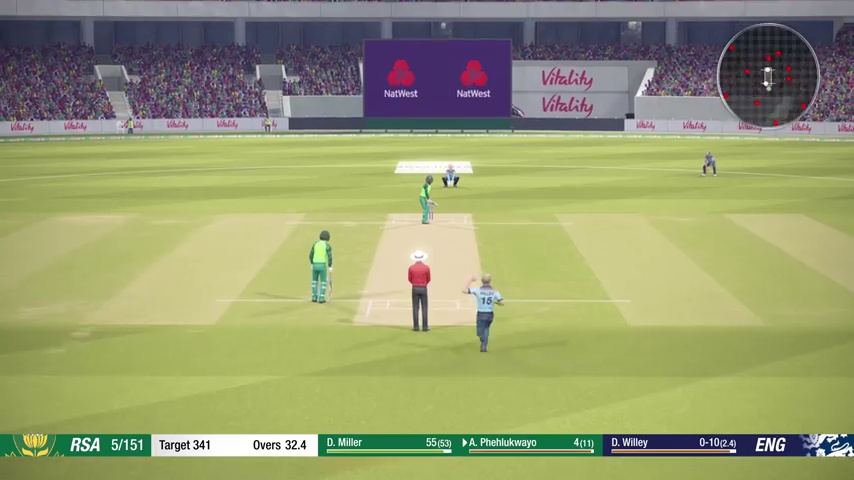 NatWest NatWest
Vitality
Vitality
Vitality Vitality Vitality Vitality Vitality Vitality
15
RSA 5/151 Target 341 Overs 32.4 D. Miller 55(53) A. Phehlukwayo 4(11) D. Willey 0-10(2.4) ENG